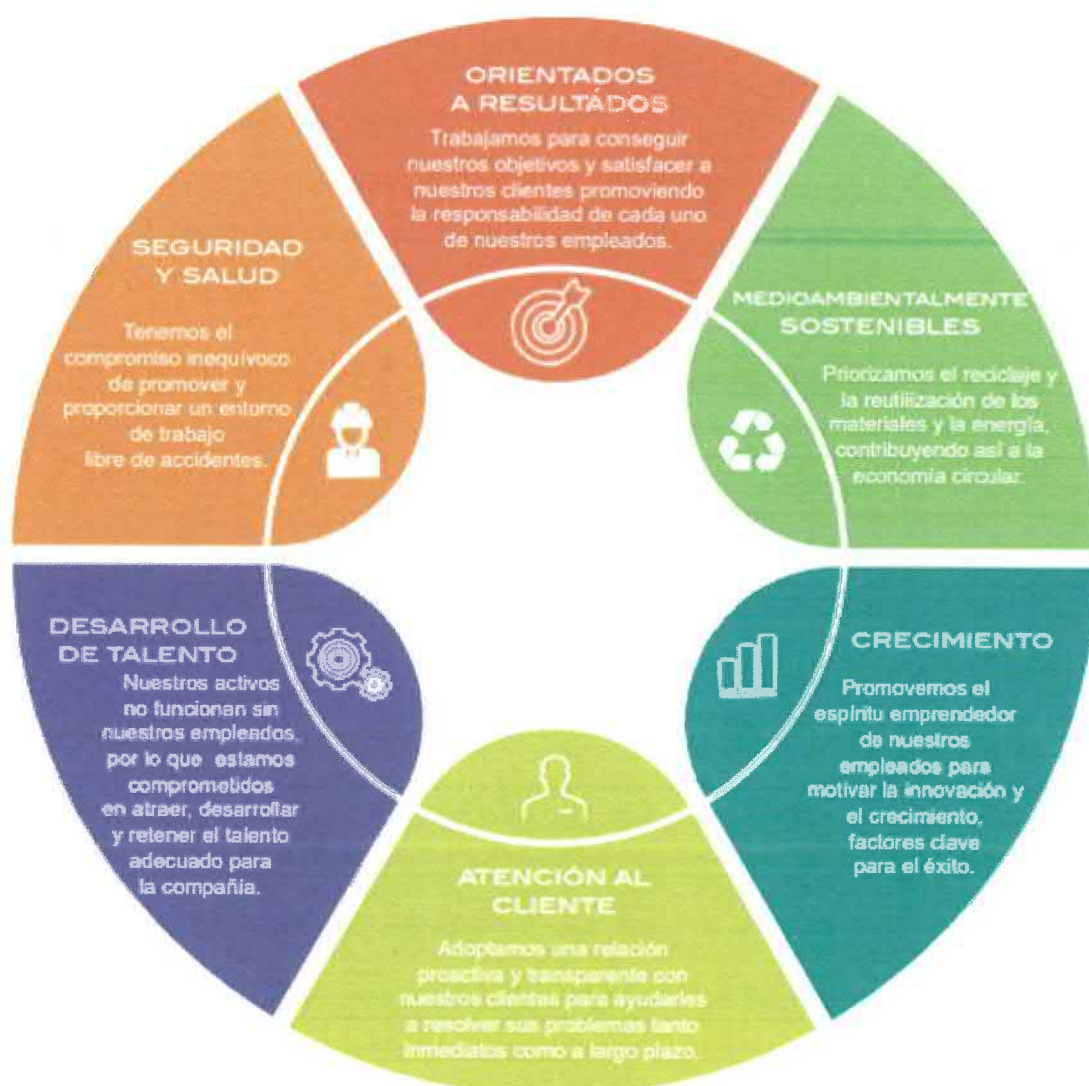 ORIENTADOS
A RESULTADOS
Trabajamos para conseguir
nuestros objetivos y satisfacer a
nuestros clientes promoviendo
la responsabilidad de cada uno
de nuestros empleados.
MEDIOAMBIENTALMENTE
SOSTENIBLES
Priorizamos el reciclaje y
la reutilización de los
materiales y la energía,
contribuyendo así a la
economía circular.
CRECIMIENTO
Promovemos el
espíritu emprendedor
de nuestros
empleados para
motivar la innovación y
el crecimiento,
factores clave
para el éxito.
ATENCIÓN AL
CLIENTE
Adoptamos una relación
proactiva y transparente con
nuestros clientes para ayudarles
a resolver sus problemas tanto
inmediatos como a largo plazo.
DESARROLLO
DE TALENTO
Nuestros activos
no funcionan sin
nuestros empleados,
por lo que estamos
comprometidos
en atraer, desarrollar
y retener el talento
adecuado para
la compañía.
SEGURIDAD
Y SALUD
Tenemos el
compromiso inequívoco
de promover y
proporcionar un entorno
de trabajo
libre de accidentes.